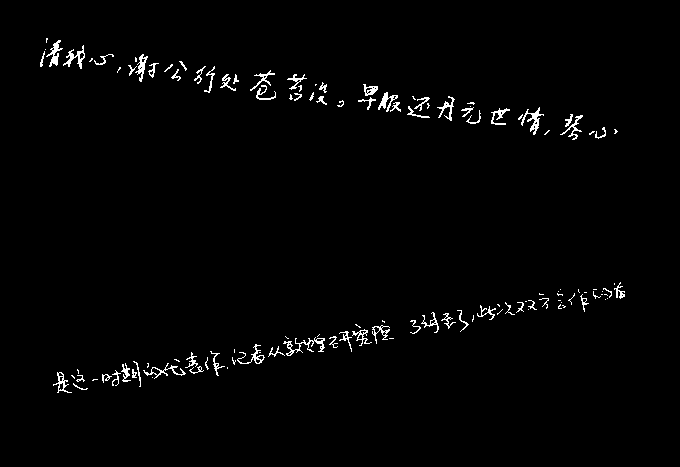 清我心,谢公行处苍苔没。早服还丹无世情,琴心
是这一时期的代表作,记者从敦煌研究院了解到,此次双方合作的首